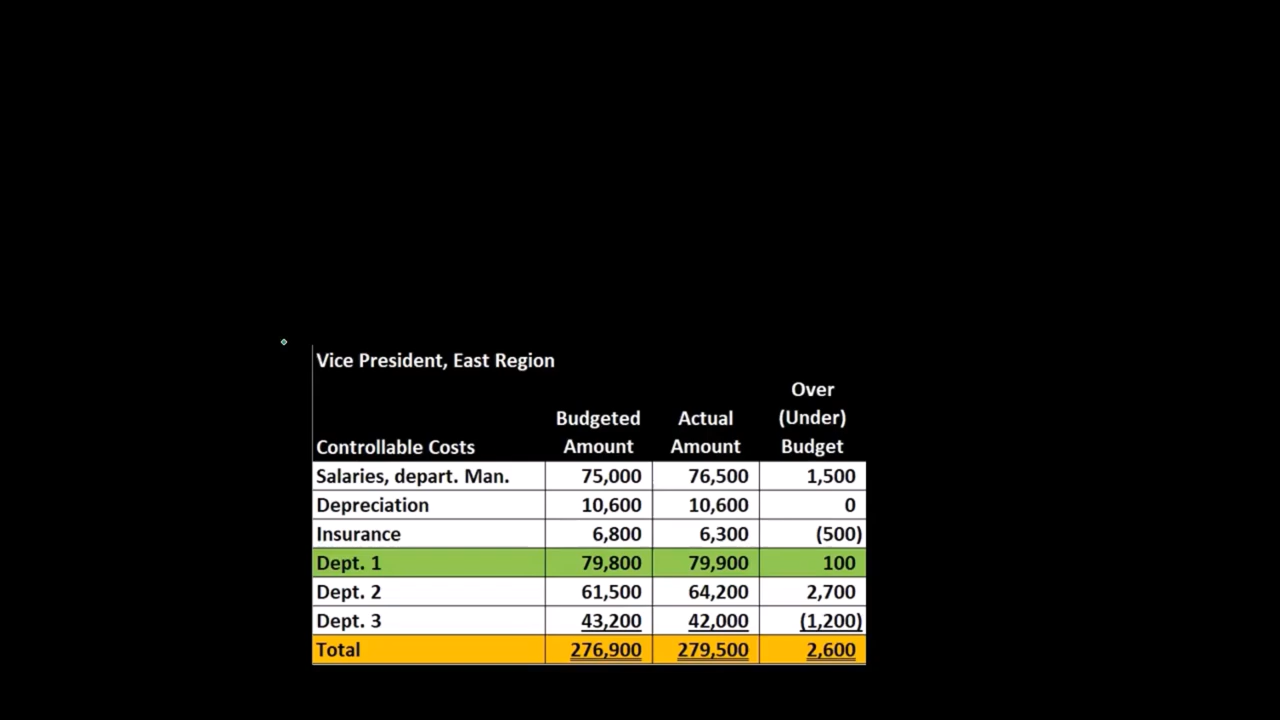 Vice President, East Region
Over
Budgeted Actual (Under)
Controllable Costs Amount Amount Budget
Salaries, depart. Man. 75,000 76,500 1,500
Depreciation 10,600 10,600 0
Insurance 6,800 6,300 (500)
Dept. 1 79,800 79,900 100
Dept. 2 61,500 64,200 2,700
Dept. 3 43,200 42,000 (1,200)
Total 276,900 279,500 2,600